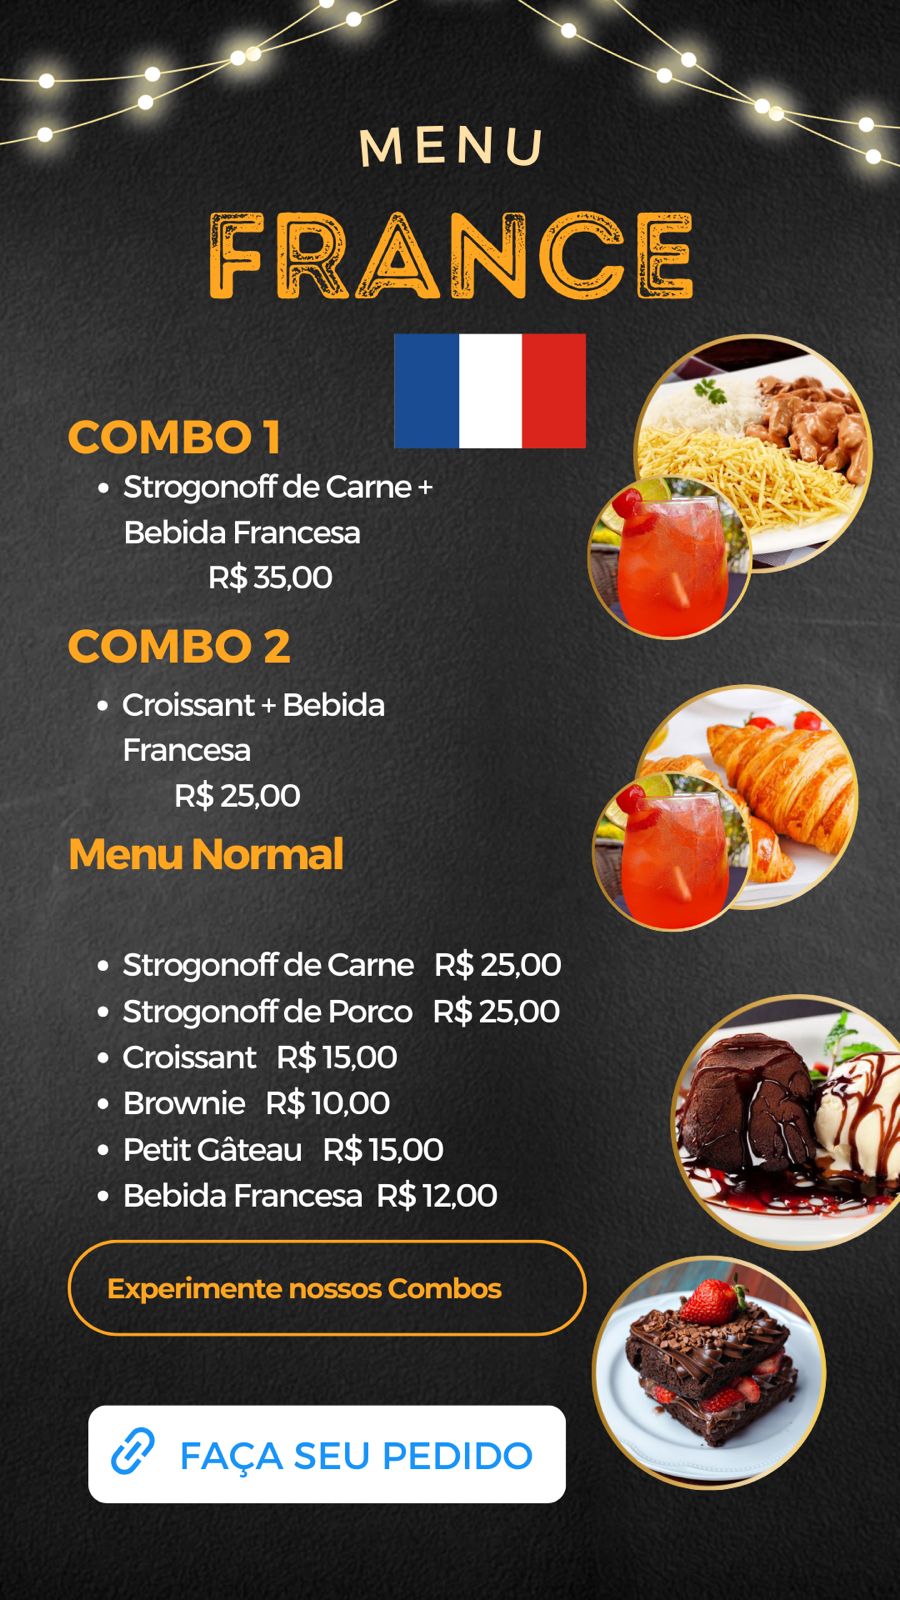 MENU
FRANCE
COMBO 1
• Strogonoff de Carne +
Bebida Francesa
R$ 35,00
COMBO 2
• Croissant + Bebida
Francesa
R$ 25,00
Menu Normal
• Strogonoff de Carne R$ 25,00
• Strogonoff de Porco R$ 25,00
• Croissant R$ 15,00
• Brownie R$ 10,00
• Petit Gâteau R$ 15,00
• Bebida Francesa R$ 12,00
Experimente nossos Combos
FAÇA SEU PEDIDO